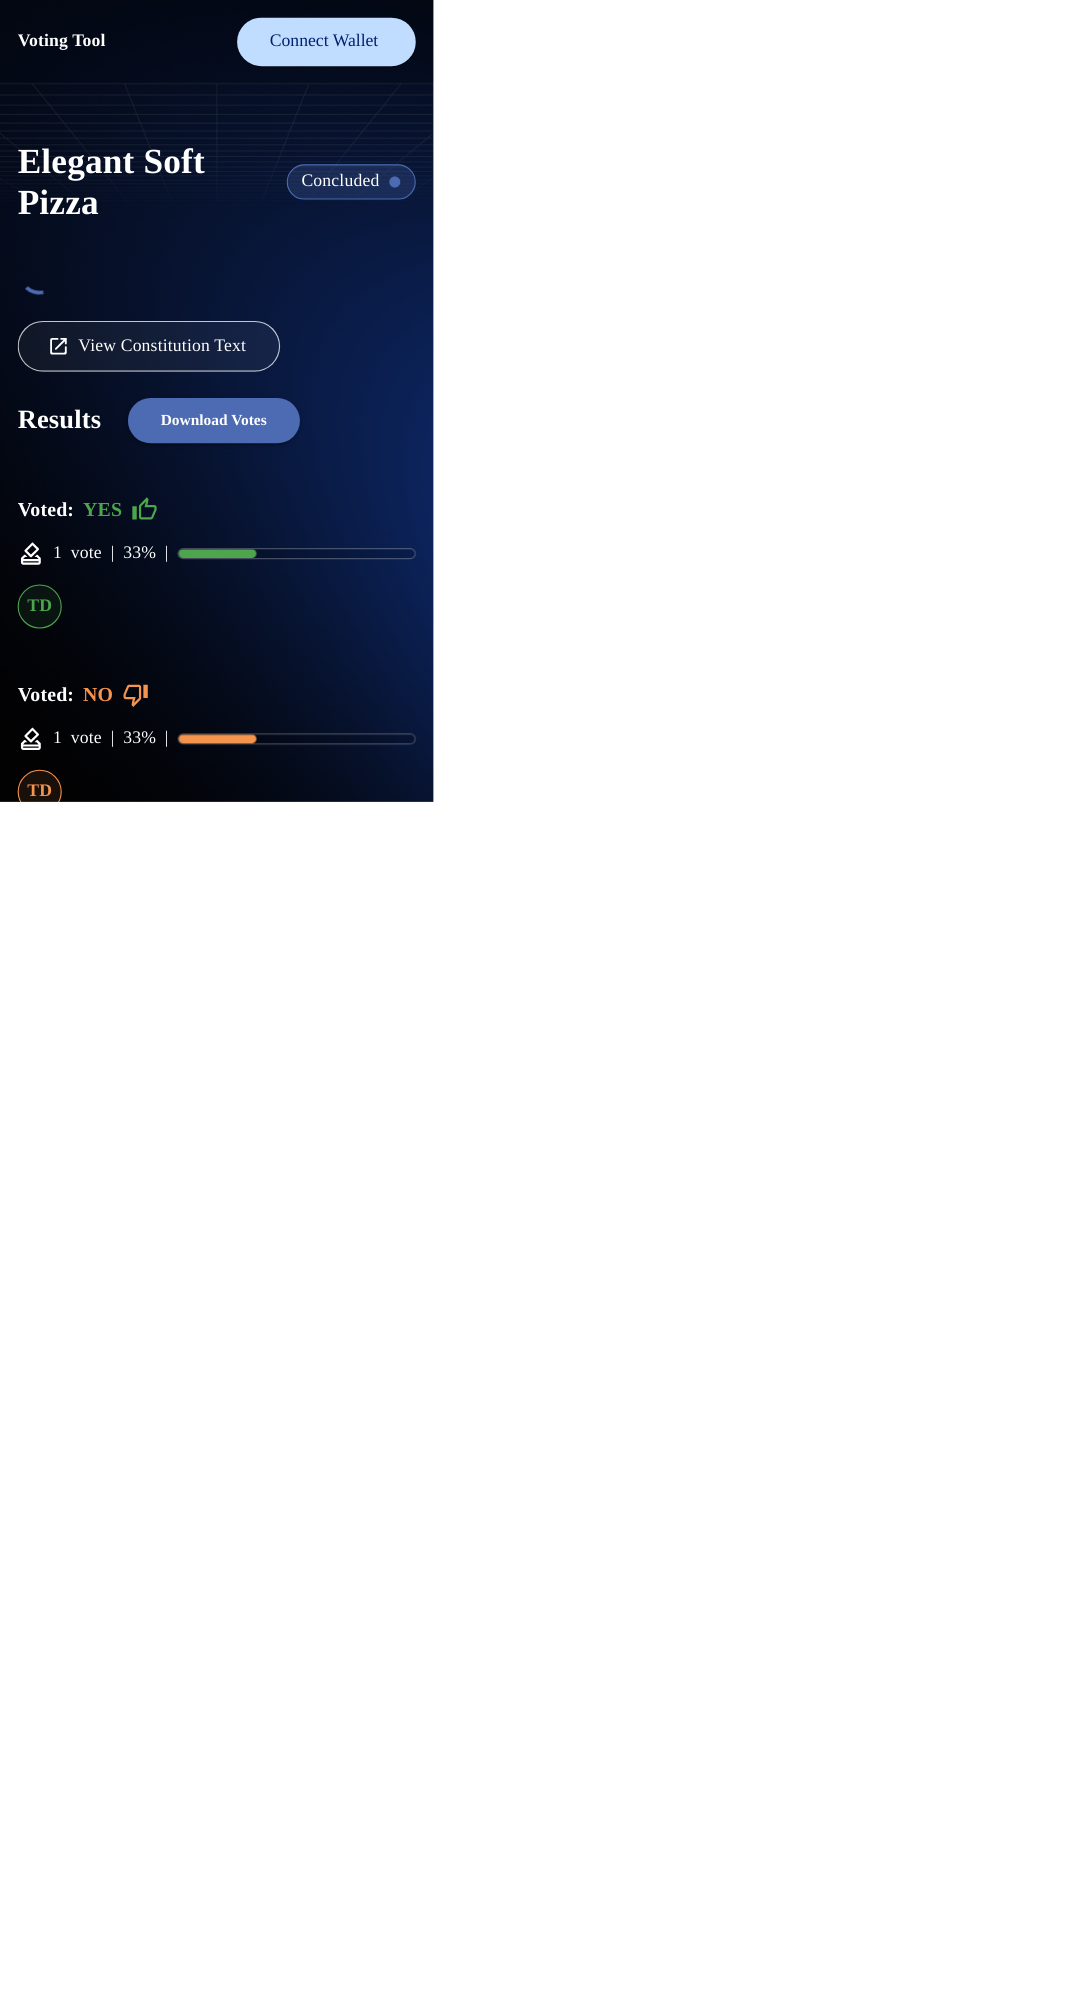 Voting Tool
Connect Wallet
Elegant Soft
Pizza
Concluded
View Constitution Text
Results
Download Votes
Voted: YES
1 vote | 33% |
TD
Voted: NO
1 vote | 33% |
TD